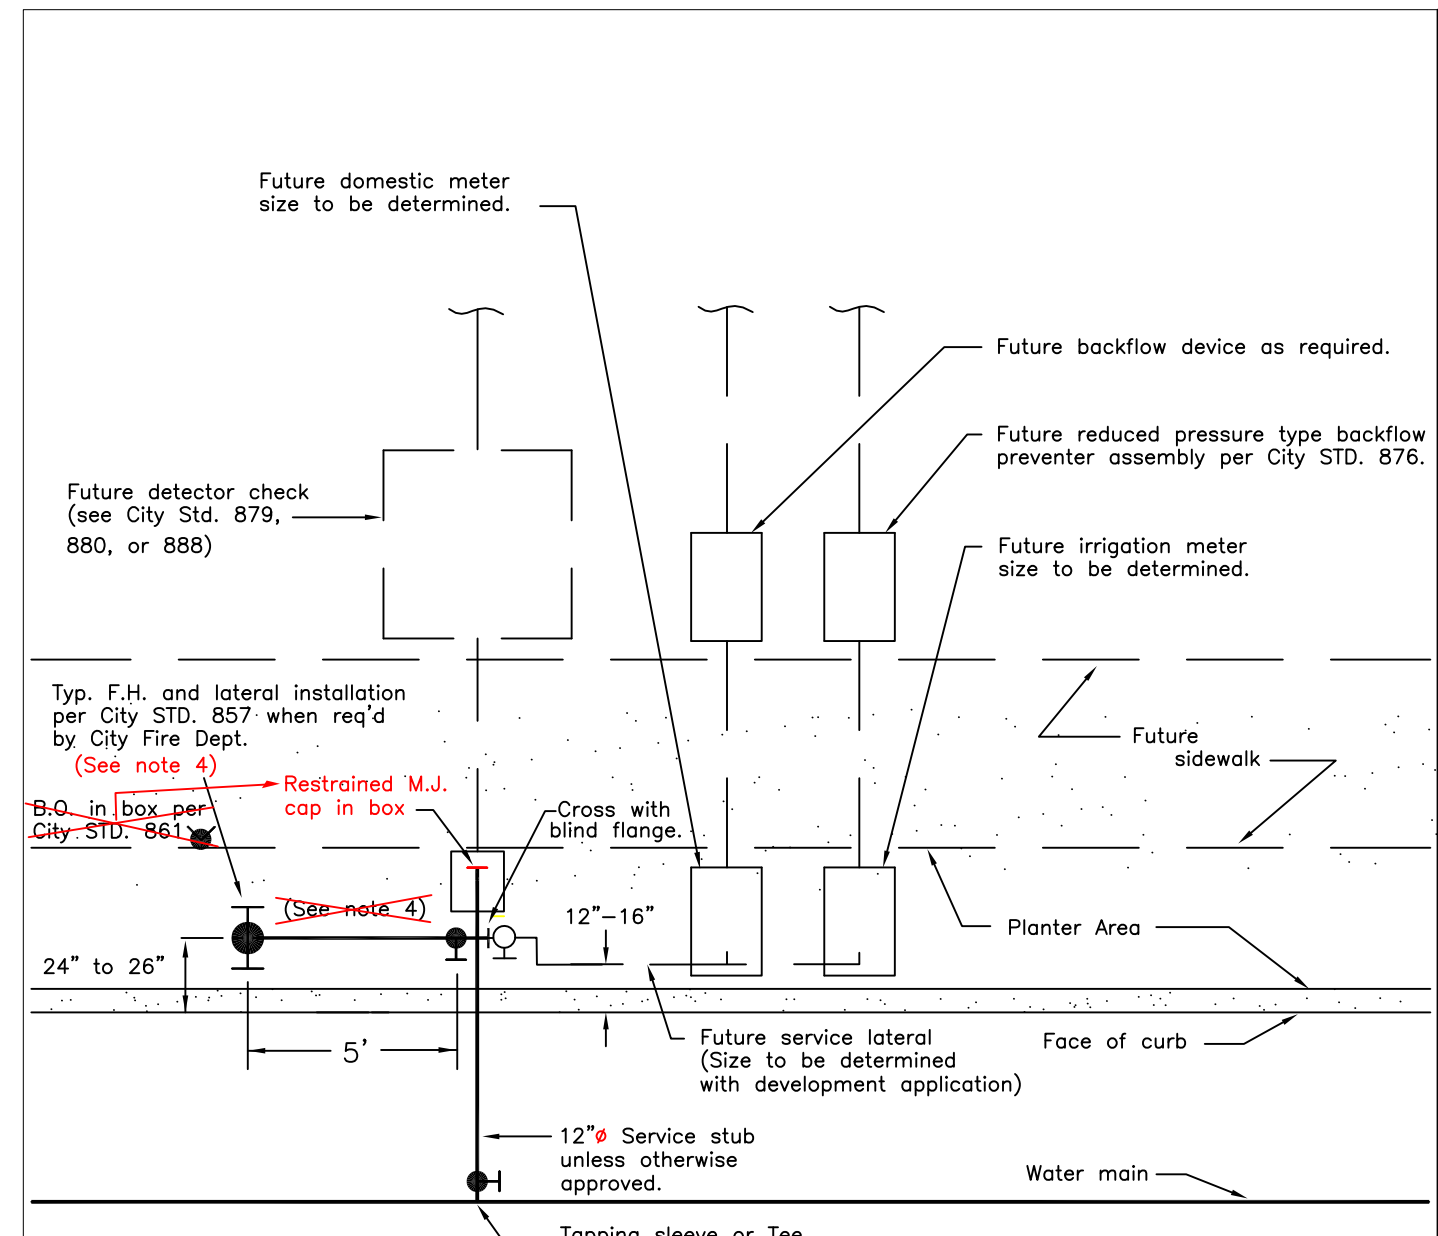 Future domestic meter
size to be determined.
Future backflow device as required.
Future reduced pressure type backflow
preventer assembly per City STD. 876.
Future detector check
(see City Std. 879,
880, or 888)
Future irrigation meter
size to be determined.
Typ. F.H. and lateral installation
per City STD. 857 when req'd
by City Fire Dept.
(See note 4)
Future
sidewalk
Restrained M.J.
cap in box
B.O. in box per
City STD. 861
Cross with
blind flange.
(See note 4)
12"-16"
Planter Area
24" to 26"
5'
Future service lateral
(Size to be determined
with development application)
Face of curb
12"ø Service stub
unless otherwise
approved.
Water main
Tapping sleeve or Tee